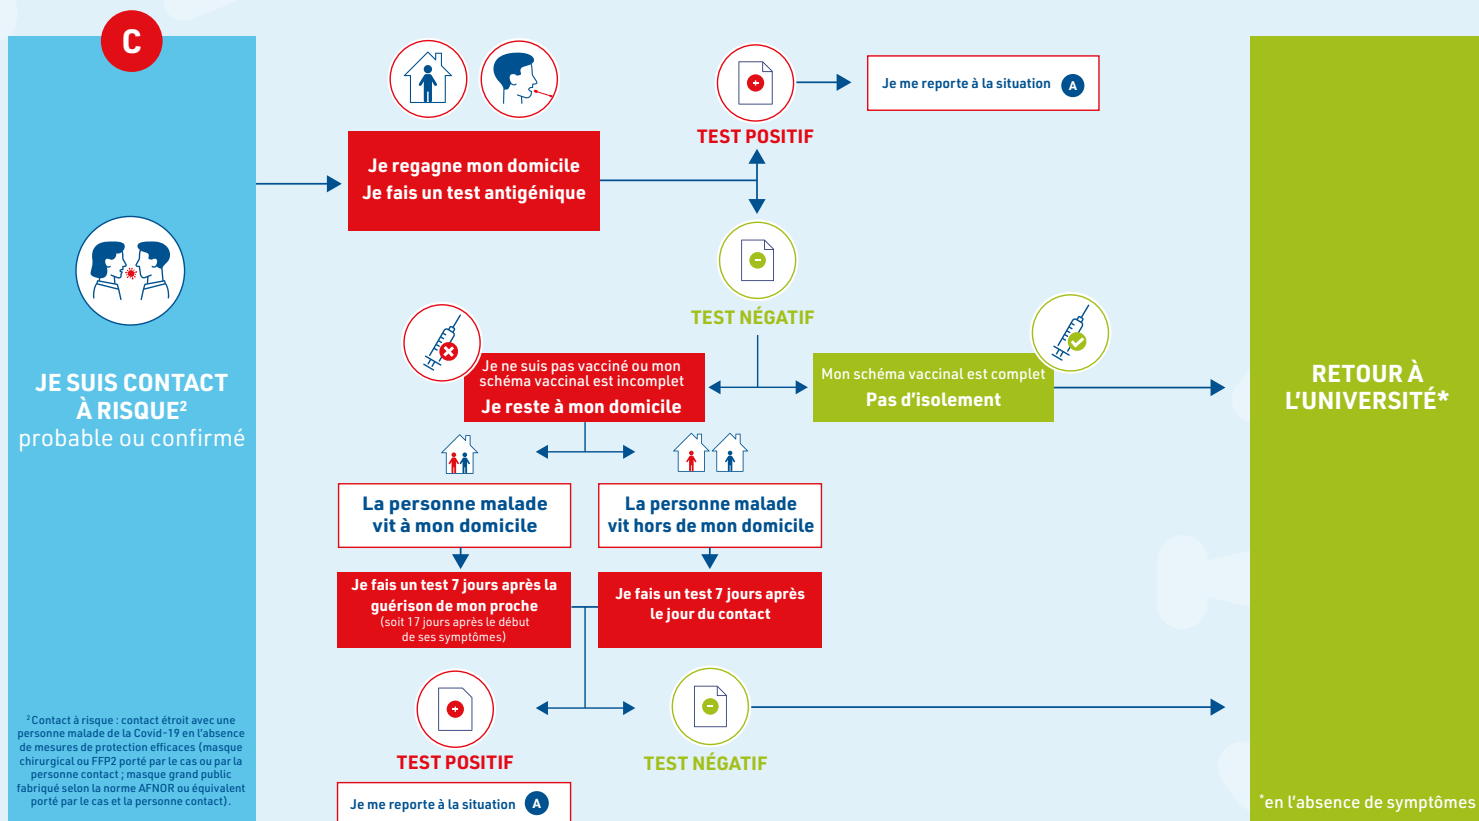 C
JE SUIS CONTACT
À RISQUE²
probable ou confirmé
²Contact à risque : contact étroit avec une
personne malade de la Covid-19 en l'absence
de mesures de protection efficaces (masque
chirurgical ou FFP2 porté par le cas ou par la
personne contact ; masque grand public
fabriqué selon la norme AFNOR ou équivalent
porté par le cas et la personne contact).
Je regagne mon domicile
Je fais un test antigénique
+
TEST POSITIF
Je me reporte à la situation A
-
TEST NÉGATIF
Je ne suis pas vacciné ou mon
schéma vaccinal est incomplet
Je reste à mon domicile
Mon schéma vaccinal est complet
Pas d'isolement
La personne malade
vit à mon domicile
La personne malade
vit hors de mon domicile
Je fais un test 7 jours après la
guérison de mon proche
(soit 17 jours après le début
de ses symptômes)
Je fais un test 7 jours après
le jour du contact
+
TEST POSITIF
Je me reporte à la situation A
-
TEST NÉGATIF
RETOUR À
L'UNIVERSITÉ*
*en l'absence de symptômes